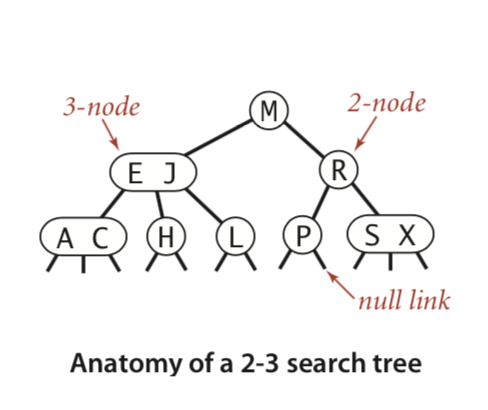 3-node
2-node
M
E J
R
A C
H
L
P
S X
null link
Anatomy of a 2-3 search tree